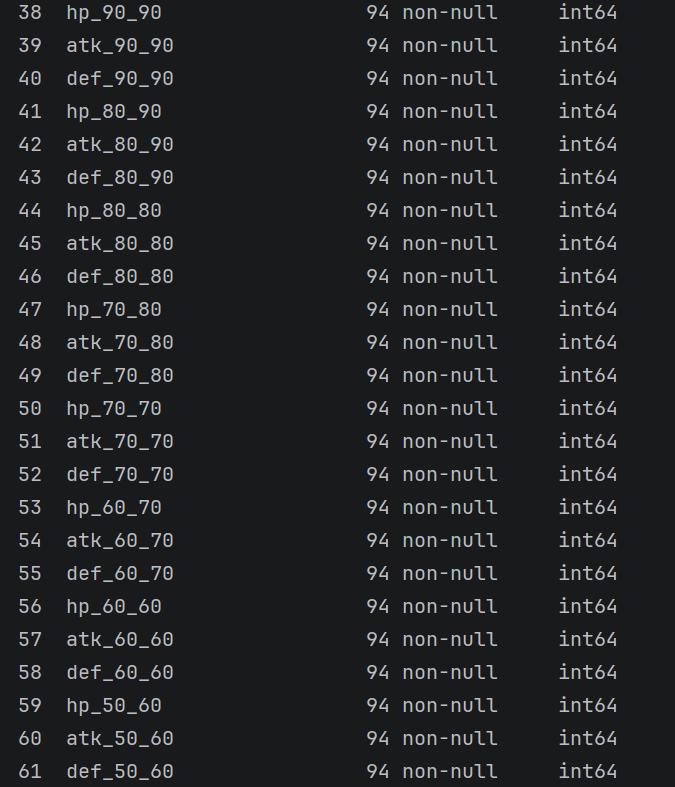 38 hp_90_90 94 non-null int64
39 atk_90_90 94 non-null int64
40 def_90_90 94 non-null int64
41 hp_80_90 94 non-null int64
42 atk_80_90 94 non-null int64
43 def_80_90 94 non-null int64
44 hp_80_80 94 non-null int64
45 atk_80_80 94 non-null int64
46 def_80_80 94 non-null int64
47 hp_70_80 94 non-null int64
48 atk_70_80 94 non-null int64
49 def_70_80 94 non-null int64
50 hp_70_70 94 non-null int64
51 atk_70_70 94 non-null int64
52 def_70_70 94 non-null int64
53 hp_60_70 94 non-null int64
54 atk_60_70 94 non-null int64
55 def_60_70 94 non-null int64
56 hp_60_60 94 non-null int64
57 atk_60_60 94 non-null int64
58 def_60_60 94 non-null int64
59 hp_50_60 94 non-null int64
60 atk_50_60 94 non-null int64
61 def_50_60 94 non-null int64